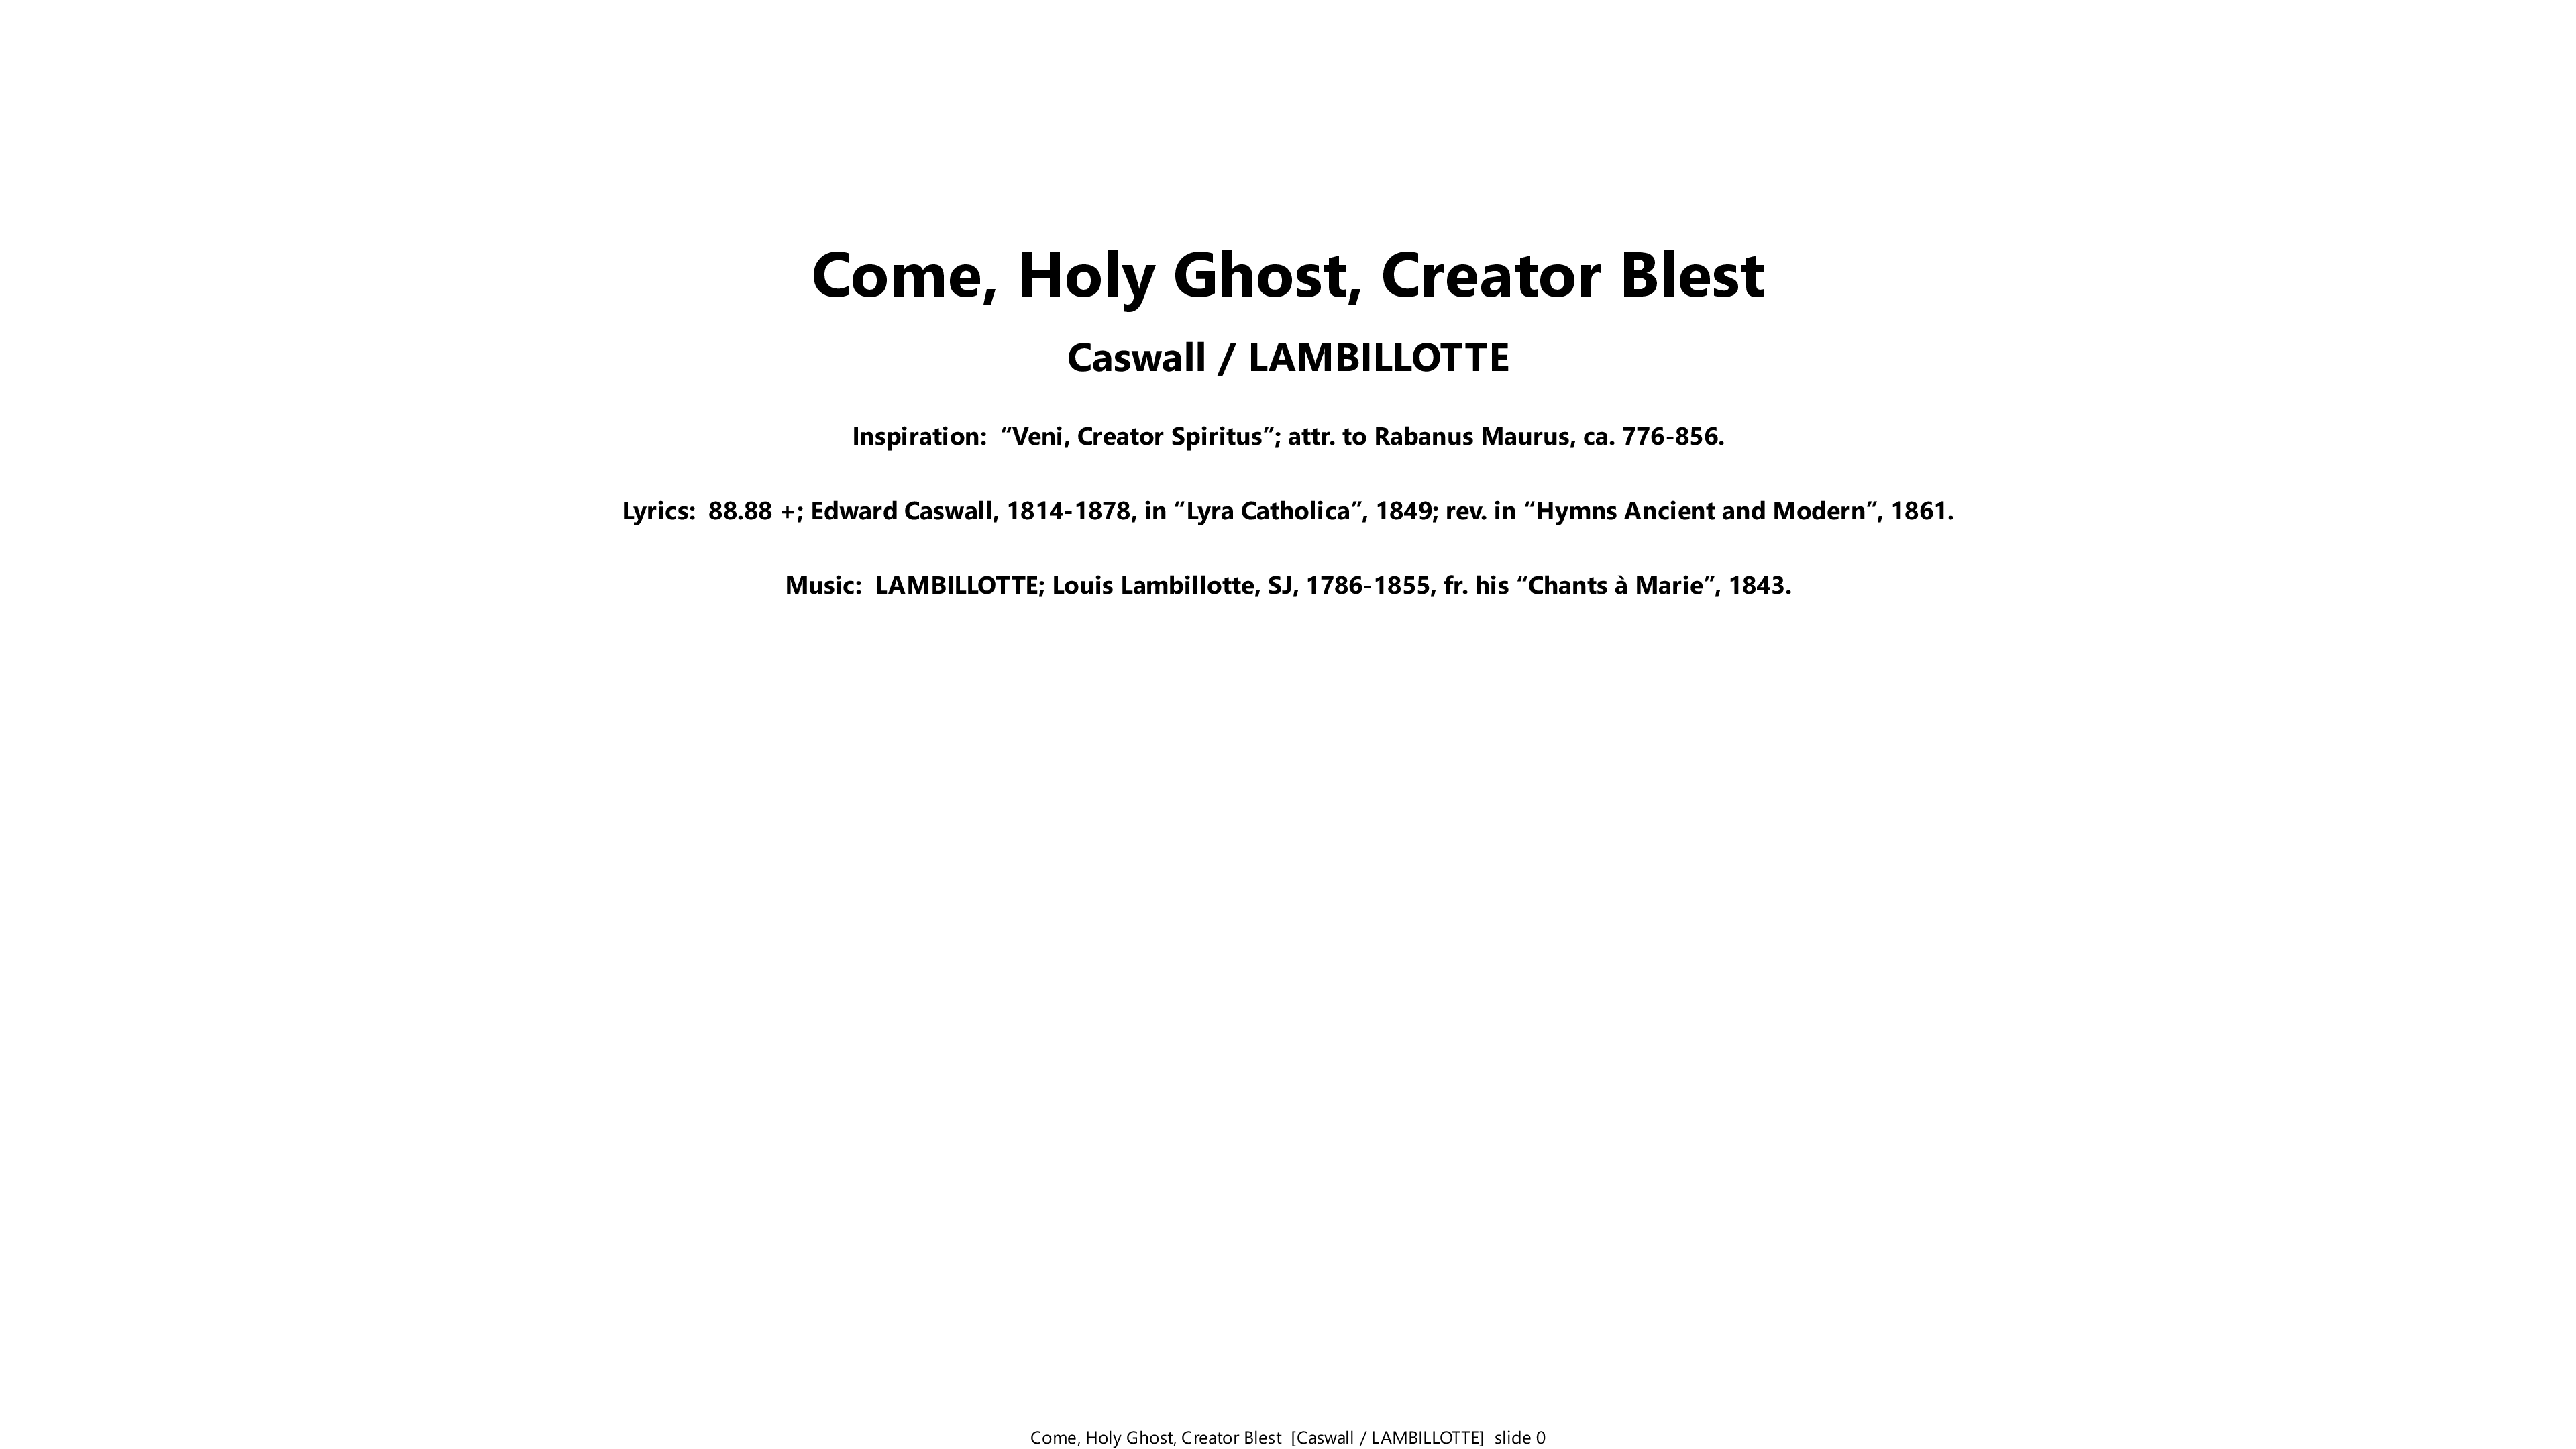 Come, Holy Ghost, Creator Blest
Caswall / LAMBILLOTTE
Inspiration:  “Veni, Creator Spiritus”; attr. to Rabanus Maurus, ca. 776-856.
Lyrics:  88.88 +; Edward Caswall, 1814-1878, in “Lyra Catholica”, 1849; rev. in “Hymns Ancient and Modern”, 1861.
Music:  LAMBILLOTTE; Louis Lambillotte, SJ, 1786-1855, fr. his “Chants à Marie”, 1843.
Come, Holy Ghost, Creator Blest  [Caswall / LAMBILLOTTE]  slide 0